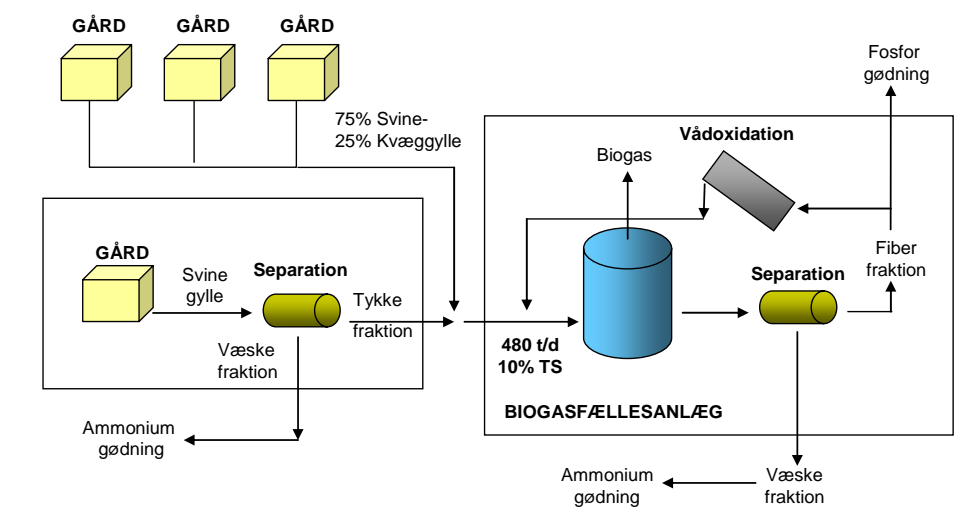 GÅRD
GÅRD
GÅRD
75% Svine-
25% Kvæggylle
Fosfor
gødning
Vådoxidation
Biogas
GÅRD
Svine
gylle
Separation
Tykke
fraktion
Væske
fraktion
Ammonium
gødning
480 t/d
10% TS
Separation
Fiber
fraktion
BIOGASFÆLLESANLÆG
Ammonium
gødning
Væske
fraktion